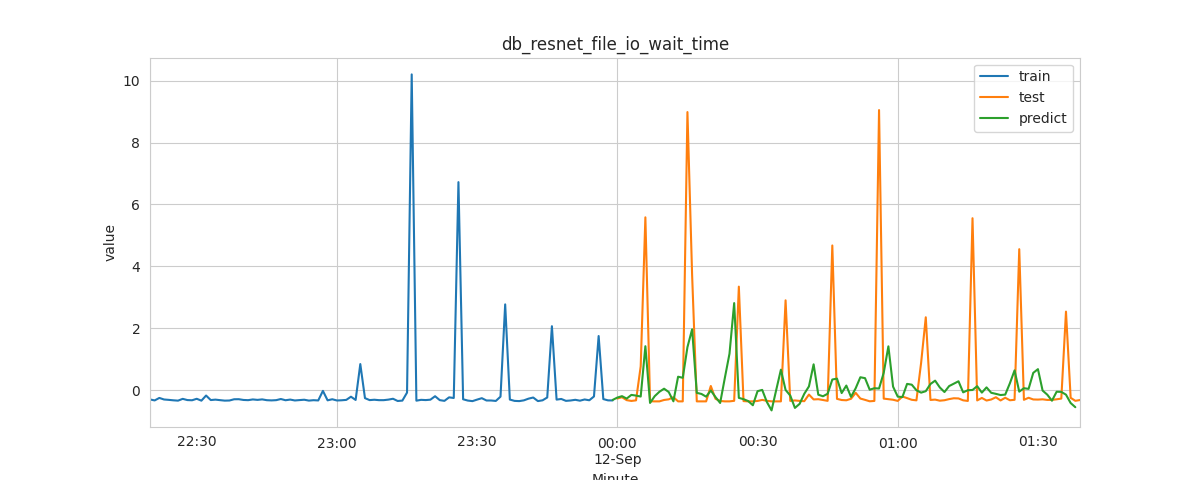 db_resnet_file_io_wait_time
train
test
predict
value
10
8
6
4
2
0
22:30
23:00
23:30
00:00
12-Sep
00:30
01:00
01:30
Minute